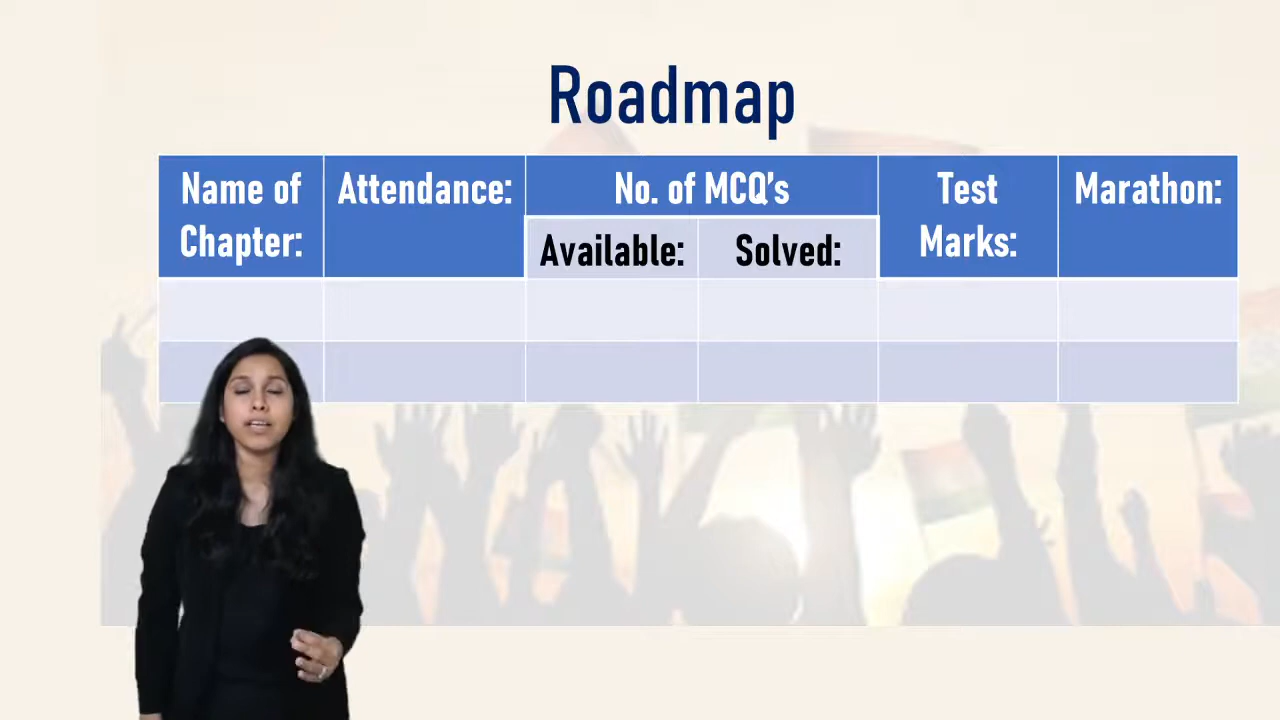 Roadmap
Name of
Chapter:
Attendance:
No. of MCQ's
Available:
Solved:
Test
Marks:
Marathon: